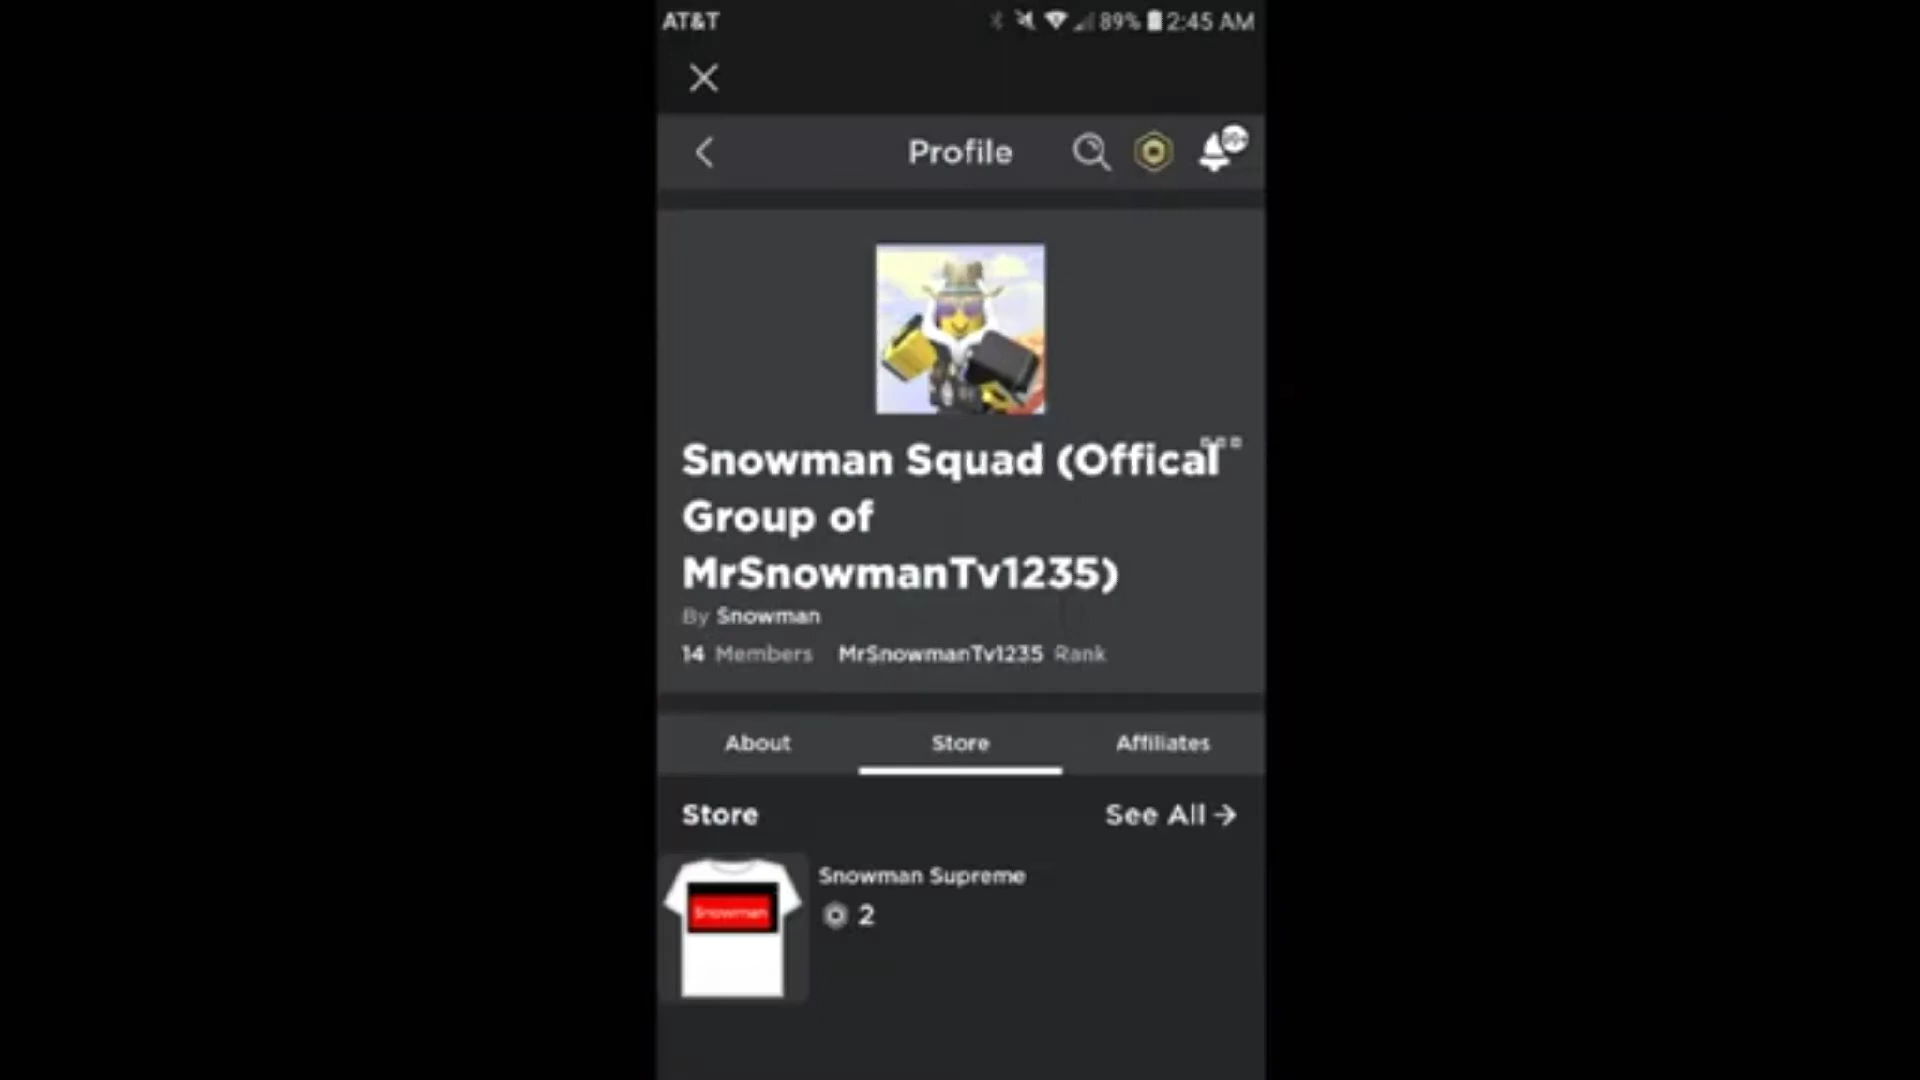 AT&T 89% 2:45 AM
Profile
Snowman Squad (Offical
Group of
MrSnowmanTv1235)
By Snowman
14 Members MrSnowmanTv1235 Rank
About Store Affiliates
Store See All →
Snowman
Snowman Supreme
2